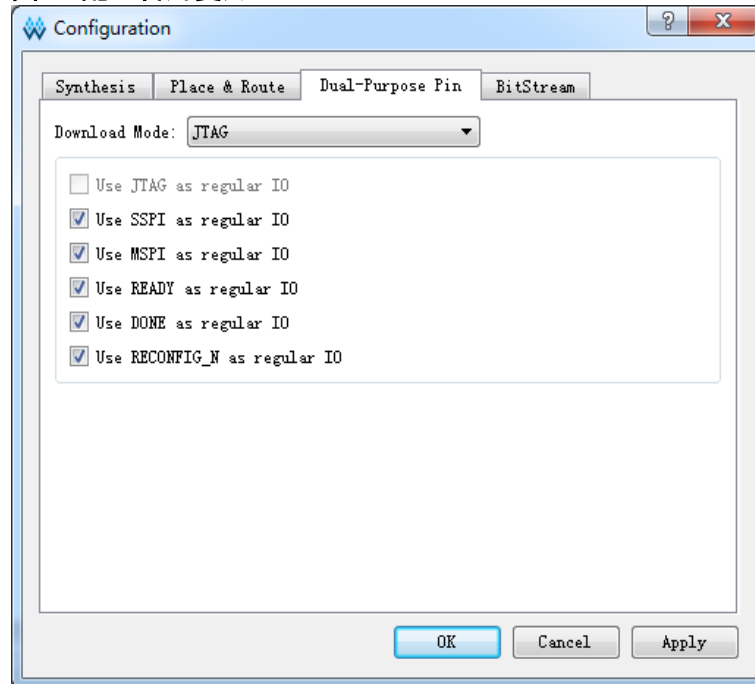 Configuration
Synthesis Place & Route Dual-Purpose Pin BitStream
Download Mode: JTAG
Use JTAG as regular IO
Use SSPI as regular IO
Use MSPI as regular IO
Use READY as regular IO
Use DONE as regular IO
Use RECONFIG_N as regular IO
OK Cancel Apply